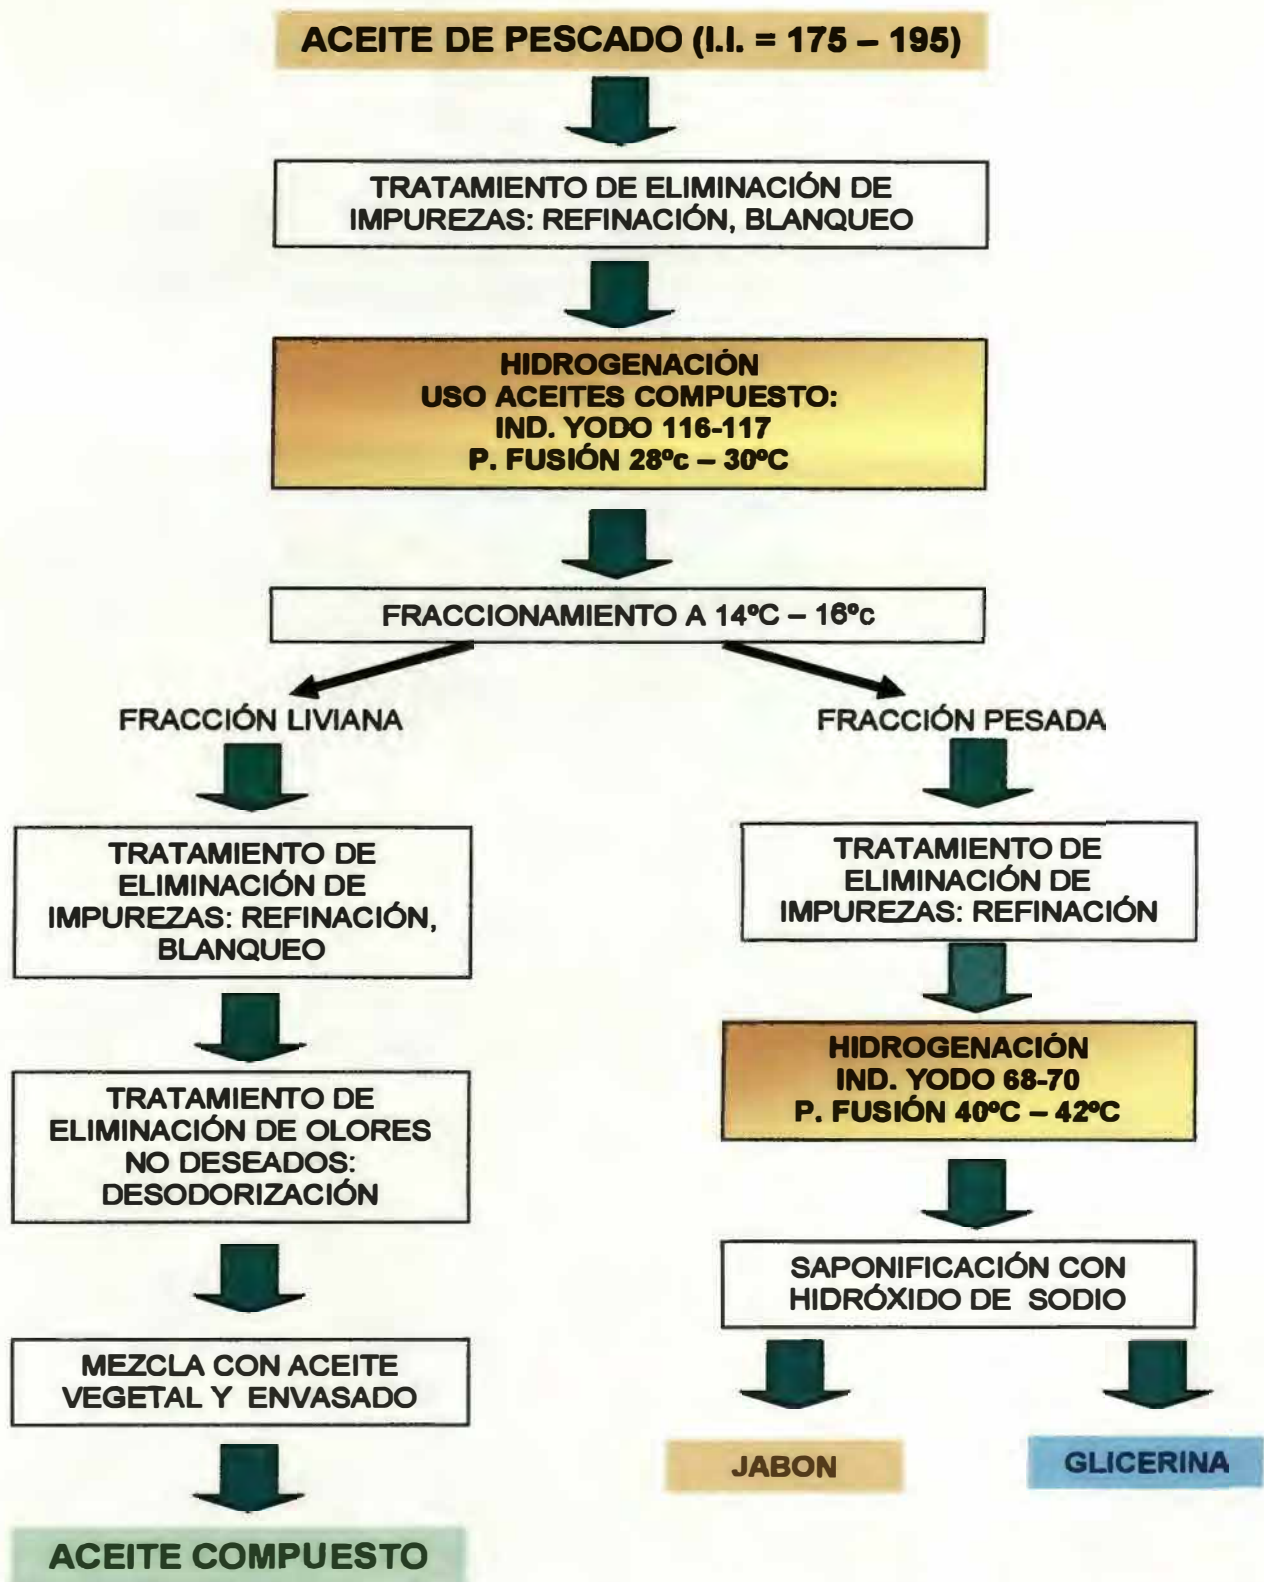 ACEITE DE PESCADO (I.I. = 175 – 195)
TRATAMIENTO DE ELIMINACIÓN DE
IMPUREZAS: REFINACIÓN, BLANQUEO
HIDROGENACIÓN
USO ACEITES COMPUESTO:
IND. YODO 116-117
P. FUSIÓN 28ºc – 30ºC
FRACCIONAMIENTO A 14ºC – 16ºc
FRACCIÓN LIVIANA
TRATAMIENTO DE
ELIMINACIÓN DE
IMPUREZAS: REFINACIÓN,
BLANQUEO
TRATAMIENTO DE
ELIMINACIÓN DE OLORES
NO DESEADOS:
DESODORIZACIÓN
MEZCLA CON ACEITE
VEGETAL Y ENVASADO
ACEITE COMPUESTO
FRACCIÓN PESADA
TRATAMIENTO DE
ELIMINACIÓN DE
IMPUREZAS: REFINACIÓN
HIDROGENACIÓN
IND. YODO 68-70
P. FUSIÓN 40ºC – 42ºC
SAPONIFICACIÓN CON
HIDRÓXIDO DE SODIO
JABON
GLICERINA